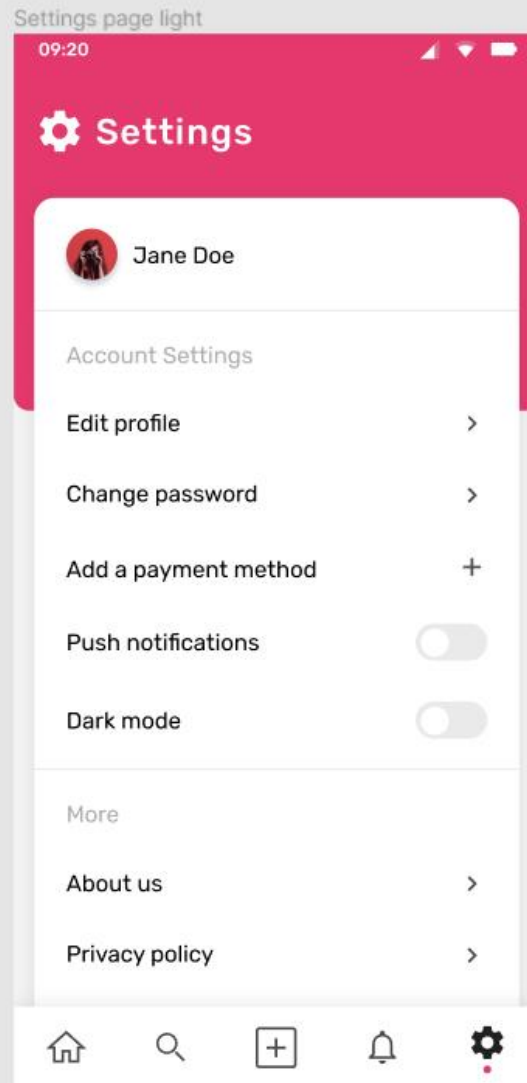 Settings page light
09:20
Settings
Jane Doe
Account Settings
Edit profile
Change password
Add a payment method
Push notifications
Dark mode
More
About us
Privacy policy